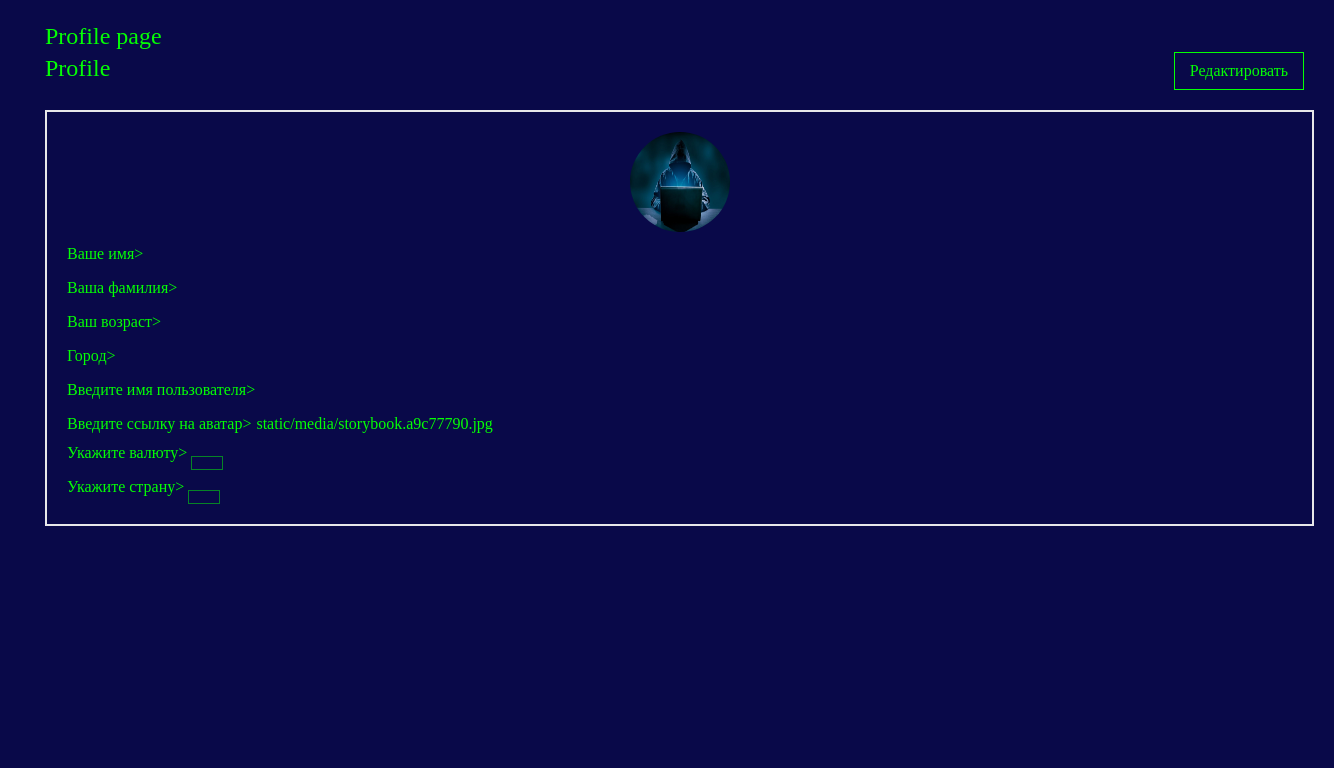 Profile page
Profile
Редактировать
Ваше имя>
Ваша фамилия>
Ваш возраст>
Город>
Введите имя пользователя>
Введите ссылку на аватар> static/media/storybook.a9c77790.jpg
Укажите валюту>
Укажите страну>